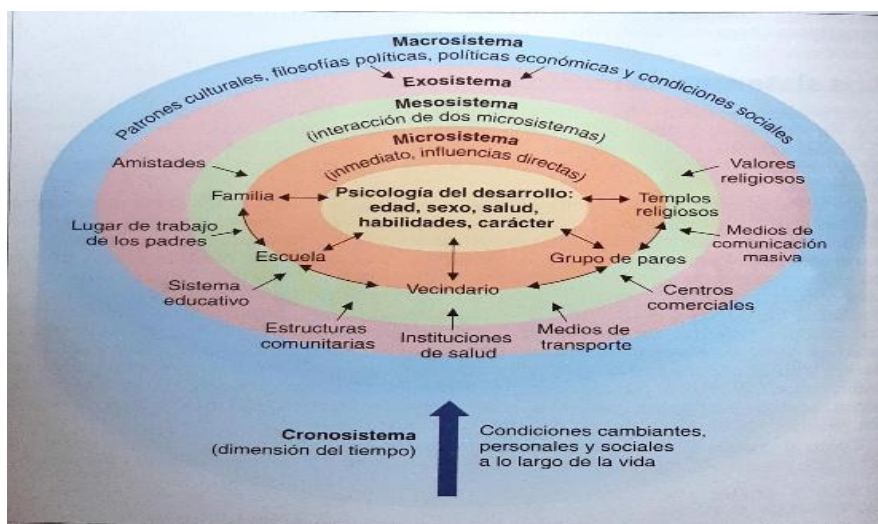 Macrosistema
Patrones culturales, filosofías políticas, políticas económicas y condiciones sociales
Exosistema
Mesosistema
(interacción de dos microsistemas)
Microsistema
(inmediato, influencias directas)
Psicología del desarrollo:
edad, sexo, salud,
habilidades, carácter
Amistades
Familia
Lugar de trabajo
de los padres
Escuela
Sistema
educativo
Estructuras
comunitarias
Vecindario
Instituciones
de salud
Medios de
transporte
Grupo de pares
Centros
comerciales
Templos
religiosos
Medios de
comunicación
masiva
Valores
religiosos
Cronosistema
(dimensión del tiempo)
Condiciones cambiantes,
personales y sociales
a lo largo de la vida